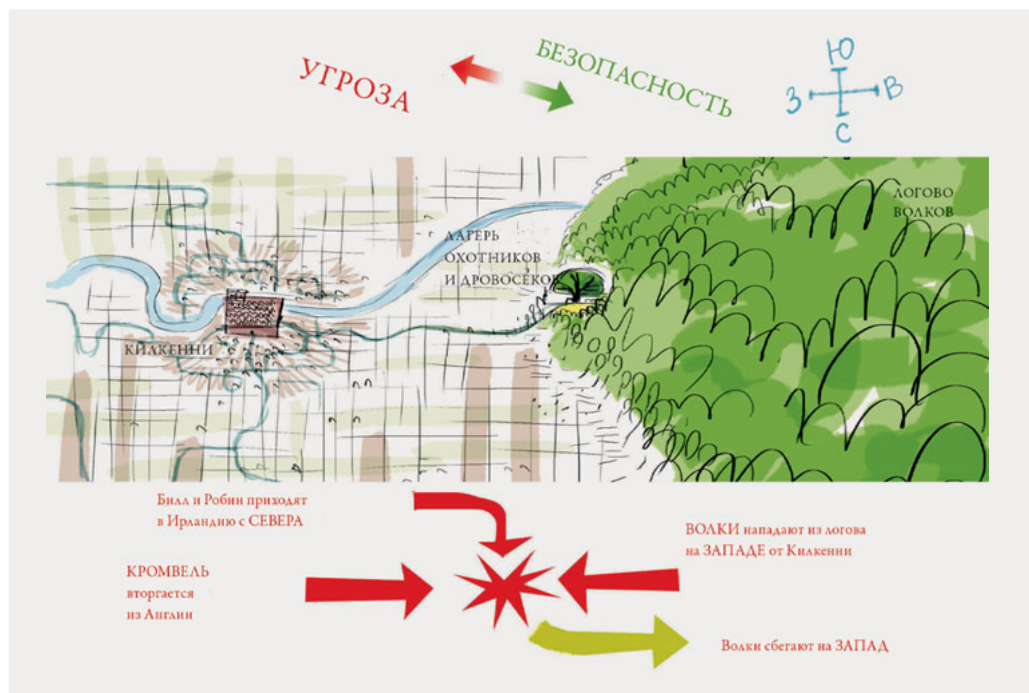 УГРОЗА
БЕЗОПАСНОСТЬ
Ю
З В
С
ЛОГОВО
ВОЛКОВ
ЛАГЕРЬ
ОХОТНИКОВ
И ДРОВОСЕКОВ
КИЛКЕННИ
Билл и Робин приходят
в Ирландию с СЕВЕРА
ВОЛКИ нападают из логова
на ЗАПАДЕ от Килкенни
КРОМВЕЛЬ
вторгается
из Англии
Волки сбегают на ЗАПАД